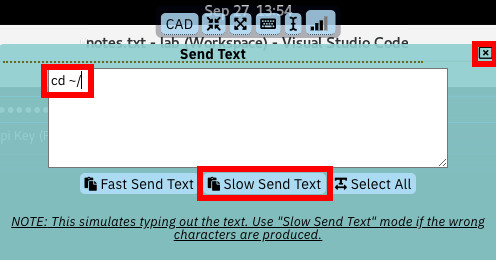 Sep 27, 13:54
CAD
notes.txt - lab (Workspace) - Visual Studio Code
Send Text
cd ~/
pi Key (F
Fast Send Text Slow Send Text Select All
NOTE: This simulates typing out the text. Use "Slow Send Text" mode if the wrong
characters are produced.